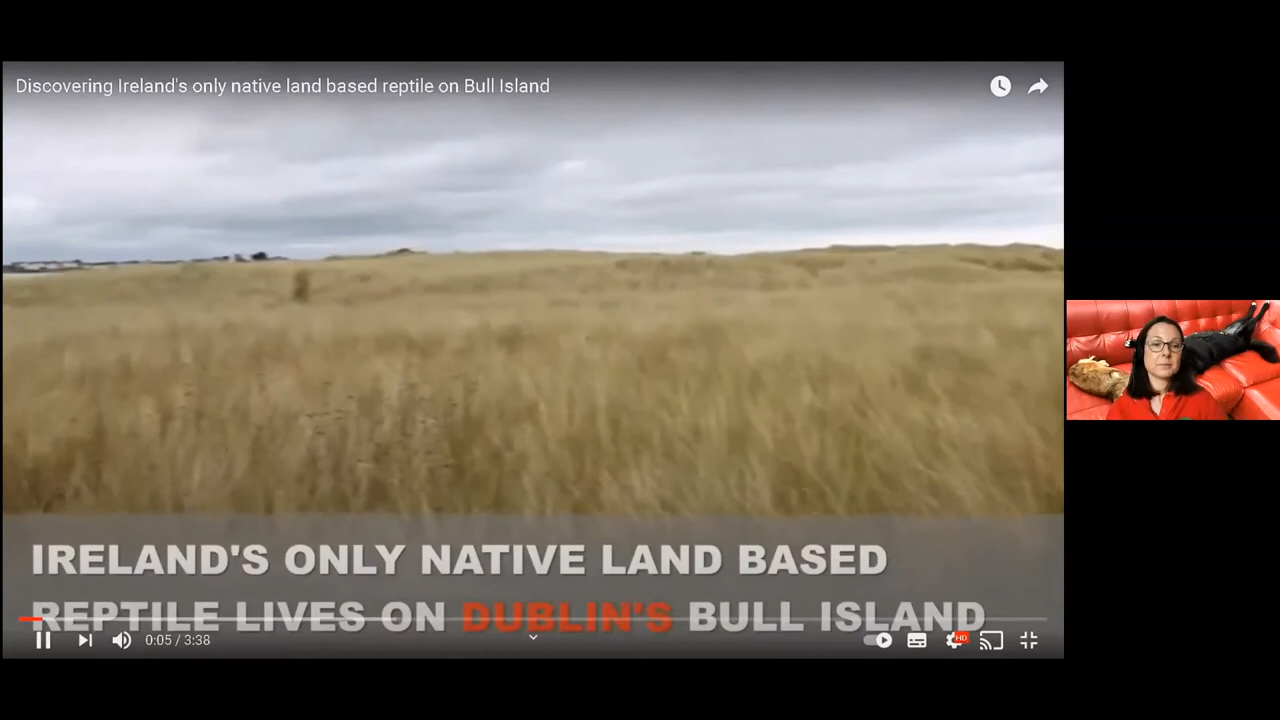 Discovering Ireland's only native land based reptile on Bull Island
IRELAND'S ONLY NATIVE LAND BASED
REPTILE LIVES ON DUBLIN'S BULL ISLAND
0:05 / 3:38
HD